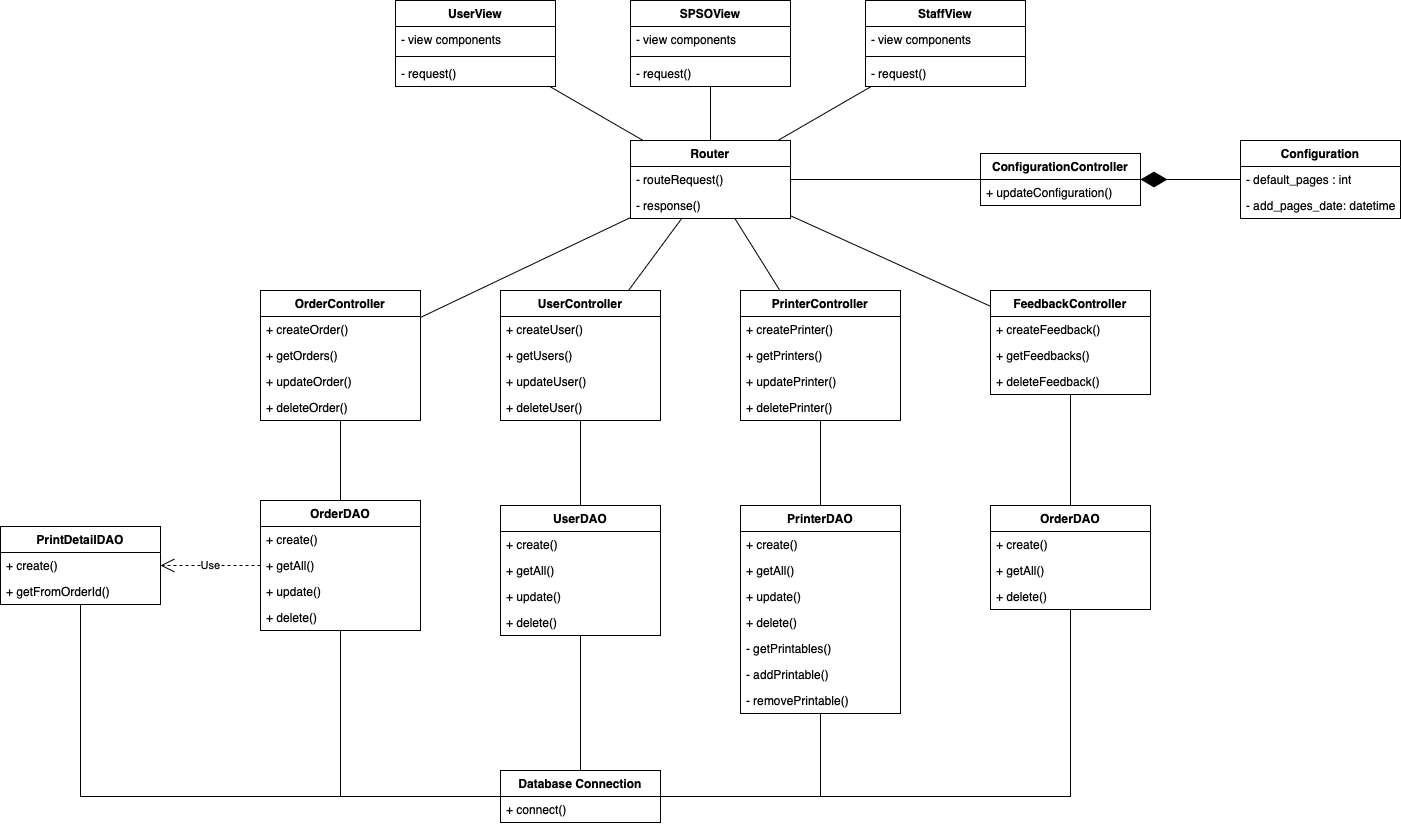 UserView
- view components
- request()
SPSOView
- view components
- request()
StaffView
- view components
- request()
Router
- routeRequest()
- response()
ConfigurationController
+ updateConfiguration()
Configuration
- default_pages : int
- add_pages_date: datetime
OrderController
+ createOrder()
+ getOrders()
+ updateOrder()
+ deleteOrder()
UserController
+ createUser()
+ getUsers()
+ updateUser()
+ deleteUser()
PrinterController
+ createPrinter()
+ getPrinters()
+ updatePrinter()
+ deletePrinter()
FeedbackController
+ createFeedback()
+ getFeedbacks()
+ deleteFeedback()
PrintDetailDAO
+ create()
+ getFromOrderId()
Use
OrderDAO
+ create()
+ getAll()
+ update()
+ delete()
UserDAO
+ create()
+ getAll()
+ update()
+ delete()
PrinterDAO
+ create()
+ getAll()
+ update()
+ delete()
- getPrintables()
- addPrintable()
- removePrintable()
OrderDAO
+ create()
+ getAll()
+ delete()
Database Connection
+ connect()